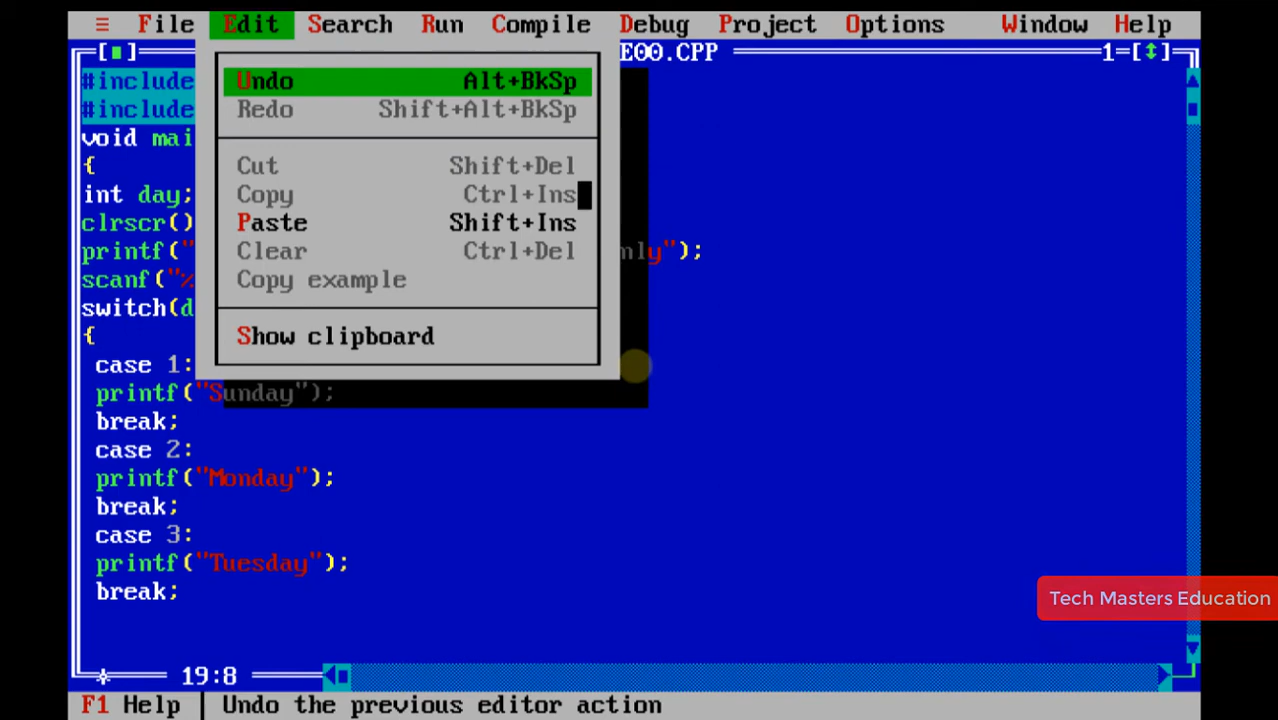 ≡ File Edit Search Run Compile Debug Project Options Window Help
[■] E00.CPP 1=[↕]
#include
#include
void mai
{
int day;
clrscr()
printf(" nly");
scanf("%
switch(d
{
case 1:
printf("Sunday");
break;
case 2:
printf("Monday");
break;
case 3:
printf("Tuesday");
break;
Undo Alt+BkSp
Redo Shift+Alt+BkSp
Cut Shift+Del
Copy Ctrl+Ins
Paste Shift+Ins
Clear Ctrl+Del
Copy example
Show clipboard
Tech Masters Education
19:8
F1 Help | Undo the previous editor action